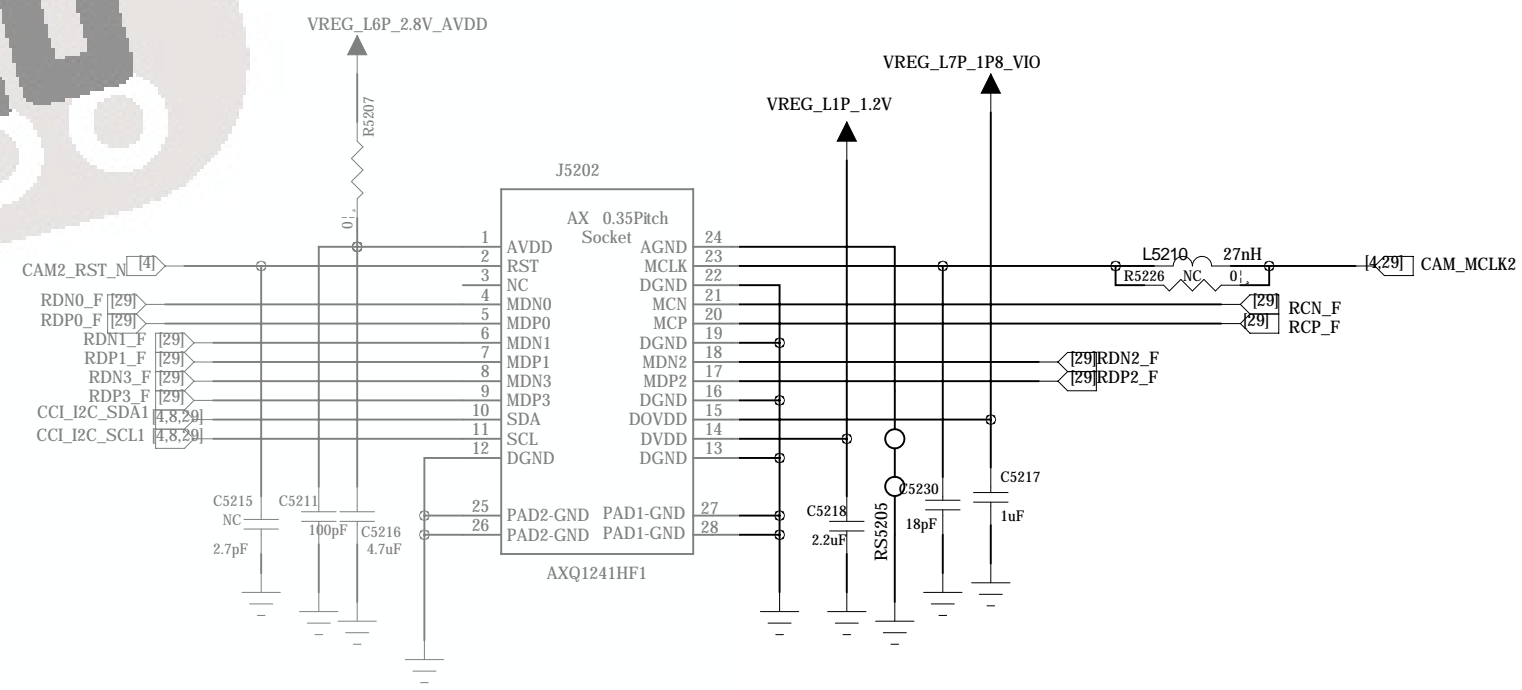 VREG_L6P_2.8V_AVDD
VREG_L7P_1P8_VIO
VREG_L1P_1.2V
R5207
0
J5202
AX 0.35Pitch
Socket
1 AVDD
2 RST
3 NC
4 MDN0
5 MDP0
6 MDN1
7 MDP1
8 MDN3
9 MDP3
10 SDA
11 SCL
12 DGND
25 PAD2-GND
26 PAD2-GND
AGND 24
MCLK 23
DGND 22
MCN 21
MCP 20
DGND 19
MDN2 18
MDP2 17
DGND 16
DOVDD 15
DVDD 14
DGND 13
PAD1-GND 27
PAD1-GND 28
AXQ1241HF1
CAM2_RST_N [4]
RDN0_F [29]
RDP0_F [29]
RDN1_F [29]
RDP1_F [29]
RDN3_F [29]
RDP3_F [29]
CCI_I2C_SDA1 [4,8,29]
CCI_I2C_SCL1 [4,8,29]
L5210 27nH
R5226 NC 0
[4,29] CAM_MCLK2
[29] RCN_F
[29] RCP_F
[29] RDN2_F
[29] RDP2_F
C5215
NC
2.7pF
C5211
100pF
C5216
4.7uF
C5218
2.2uF
RS5205
C5230
18pF
C5217
1uF